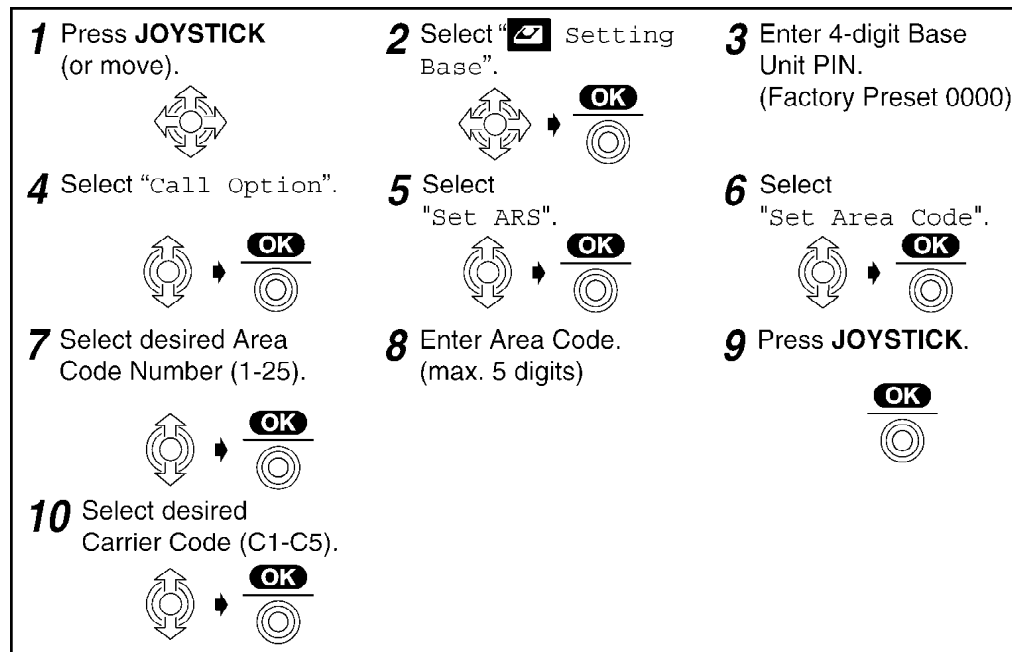 1 Press JOYSTICK
(or move).
2 Select “ Setting
Base”.
OK
3 Enter 4-digit Base
Unit PIN.
(Factory Preset 0000)
4 Select “Call Option”.
OK
5 Select
"Set ARS".
OK
6 Select
"Set Area Code".
OK
7 Select desired Area
Code Number (1-25).
OK
8 Enter Area Code.
(max. 5 digits)
9 Press JOYSTICK.
OK
10 Select desired
Carrier Code (C1-C5).
OK